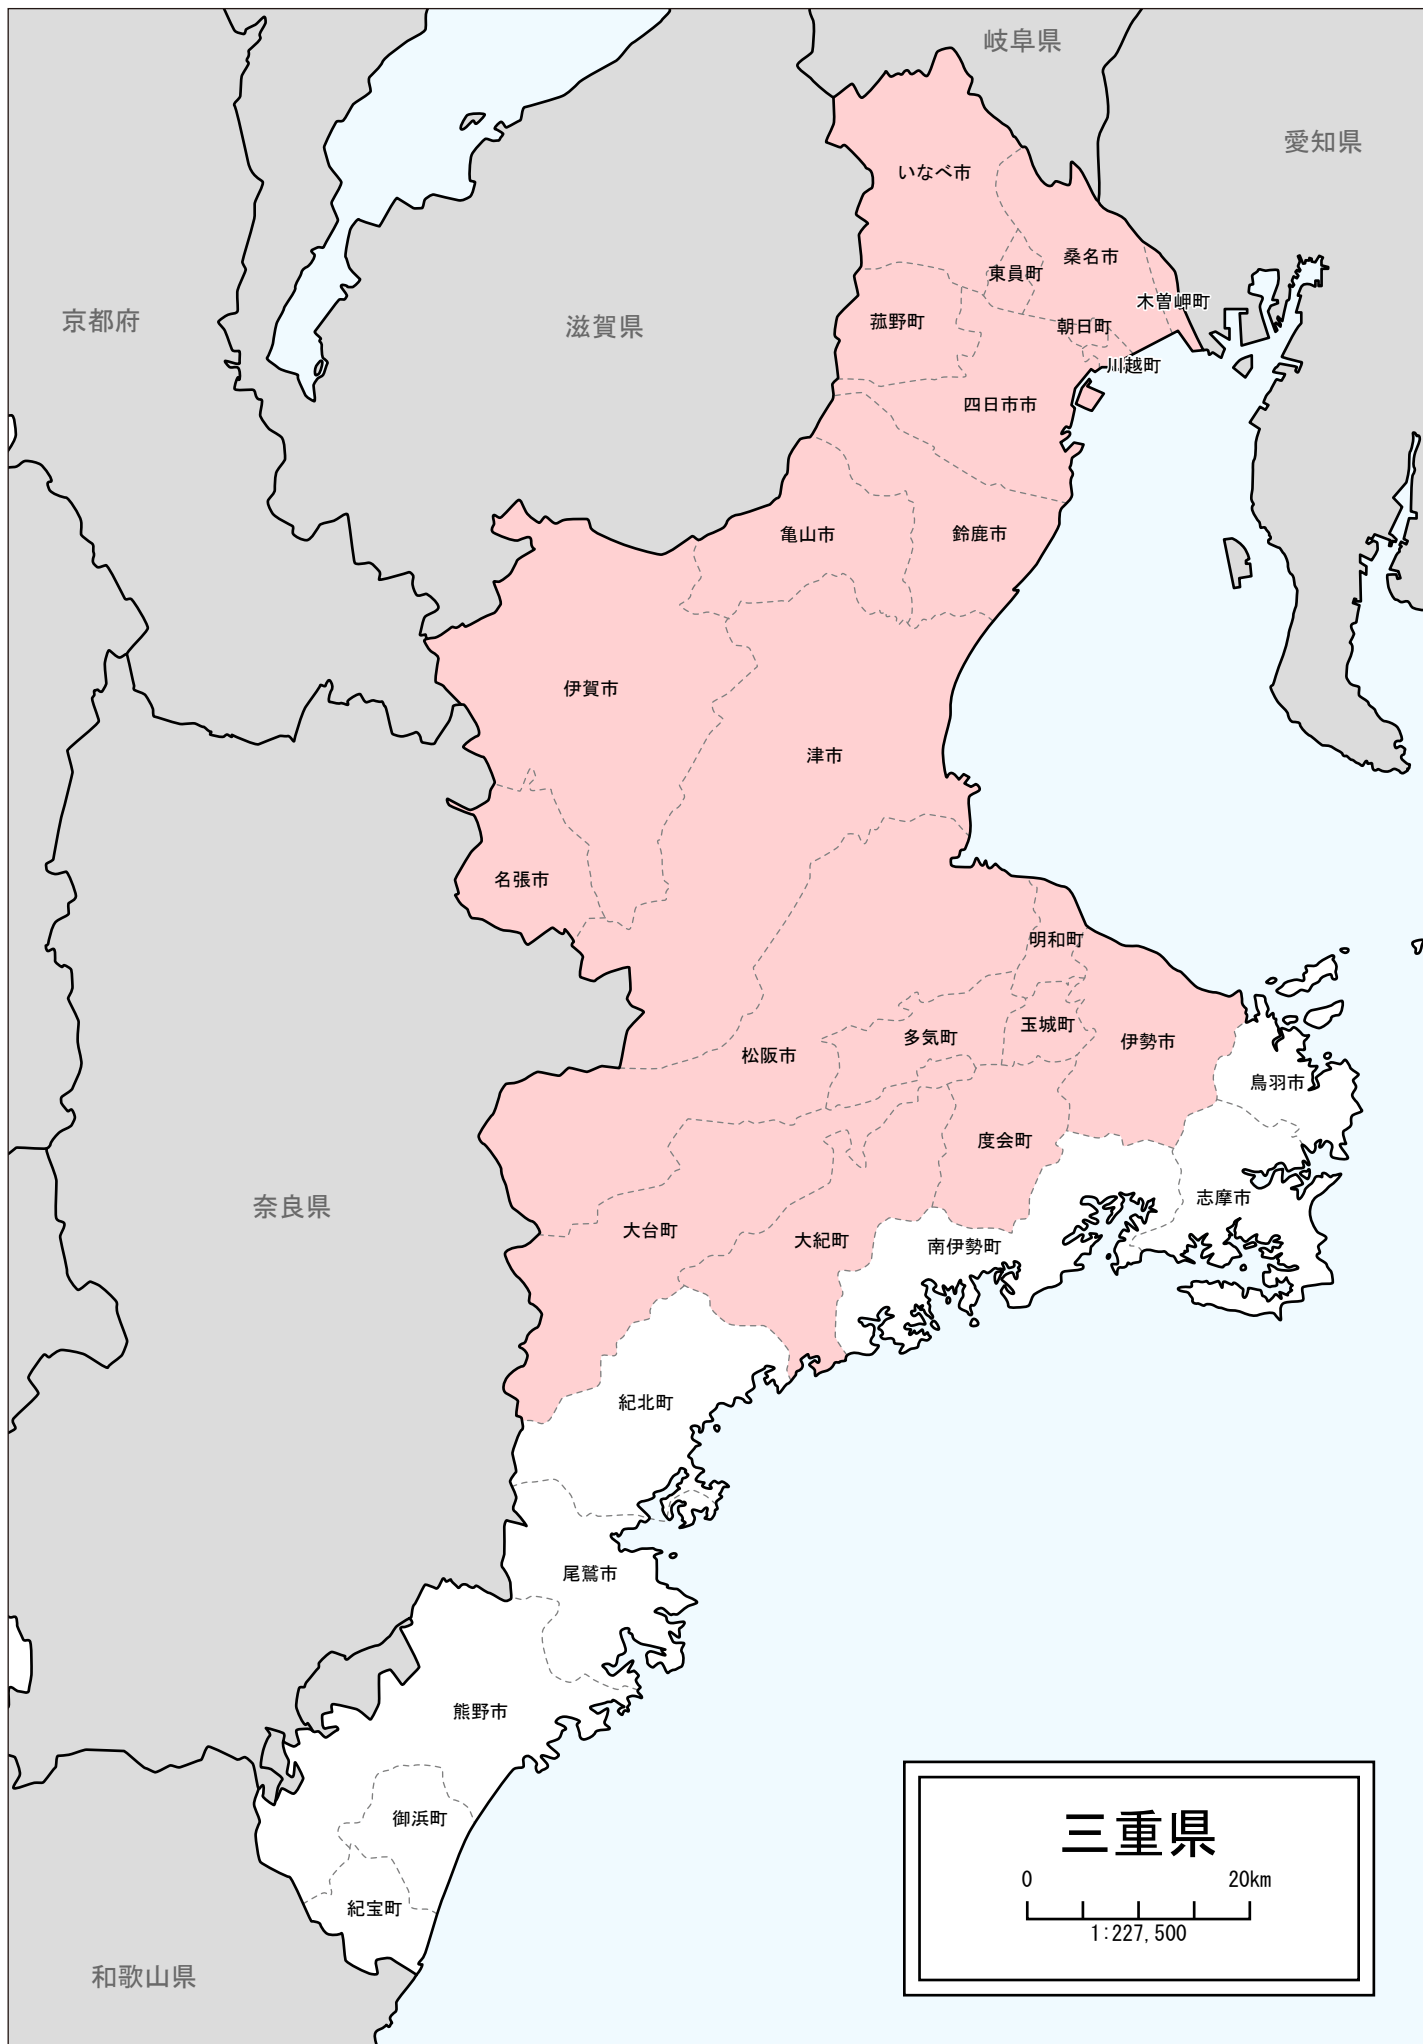 岐阜県
愛知県
いなべ市
桑名市
東員町
木曽岬町
京都府
滋賀県
菰野町
朝日町
川越町
四日市市
亀山市
鈴鹿市
伊賀市
津市
名張市
明和町
玉城町
多気町
伊勢市
松阪市
鳥羽市
度会町
奈良県
志摩市
大台町
大紀町
南伊勢町
紀北町
尾鷲市
熊野市
御浜町
紀宝町
和歌山県
三重県
0 20km
1:227,500